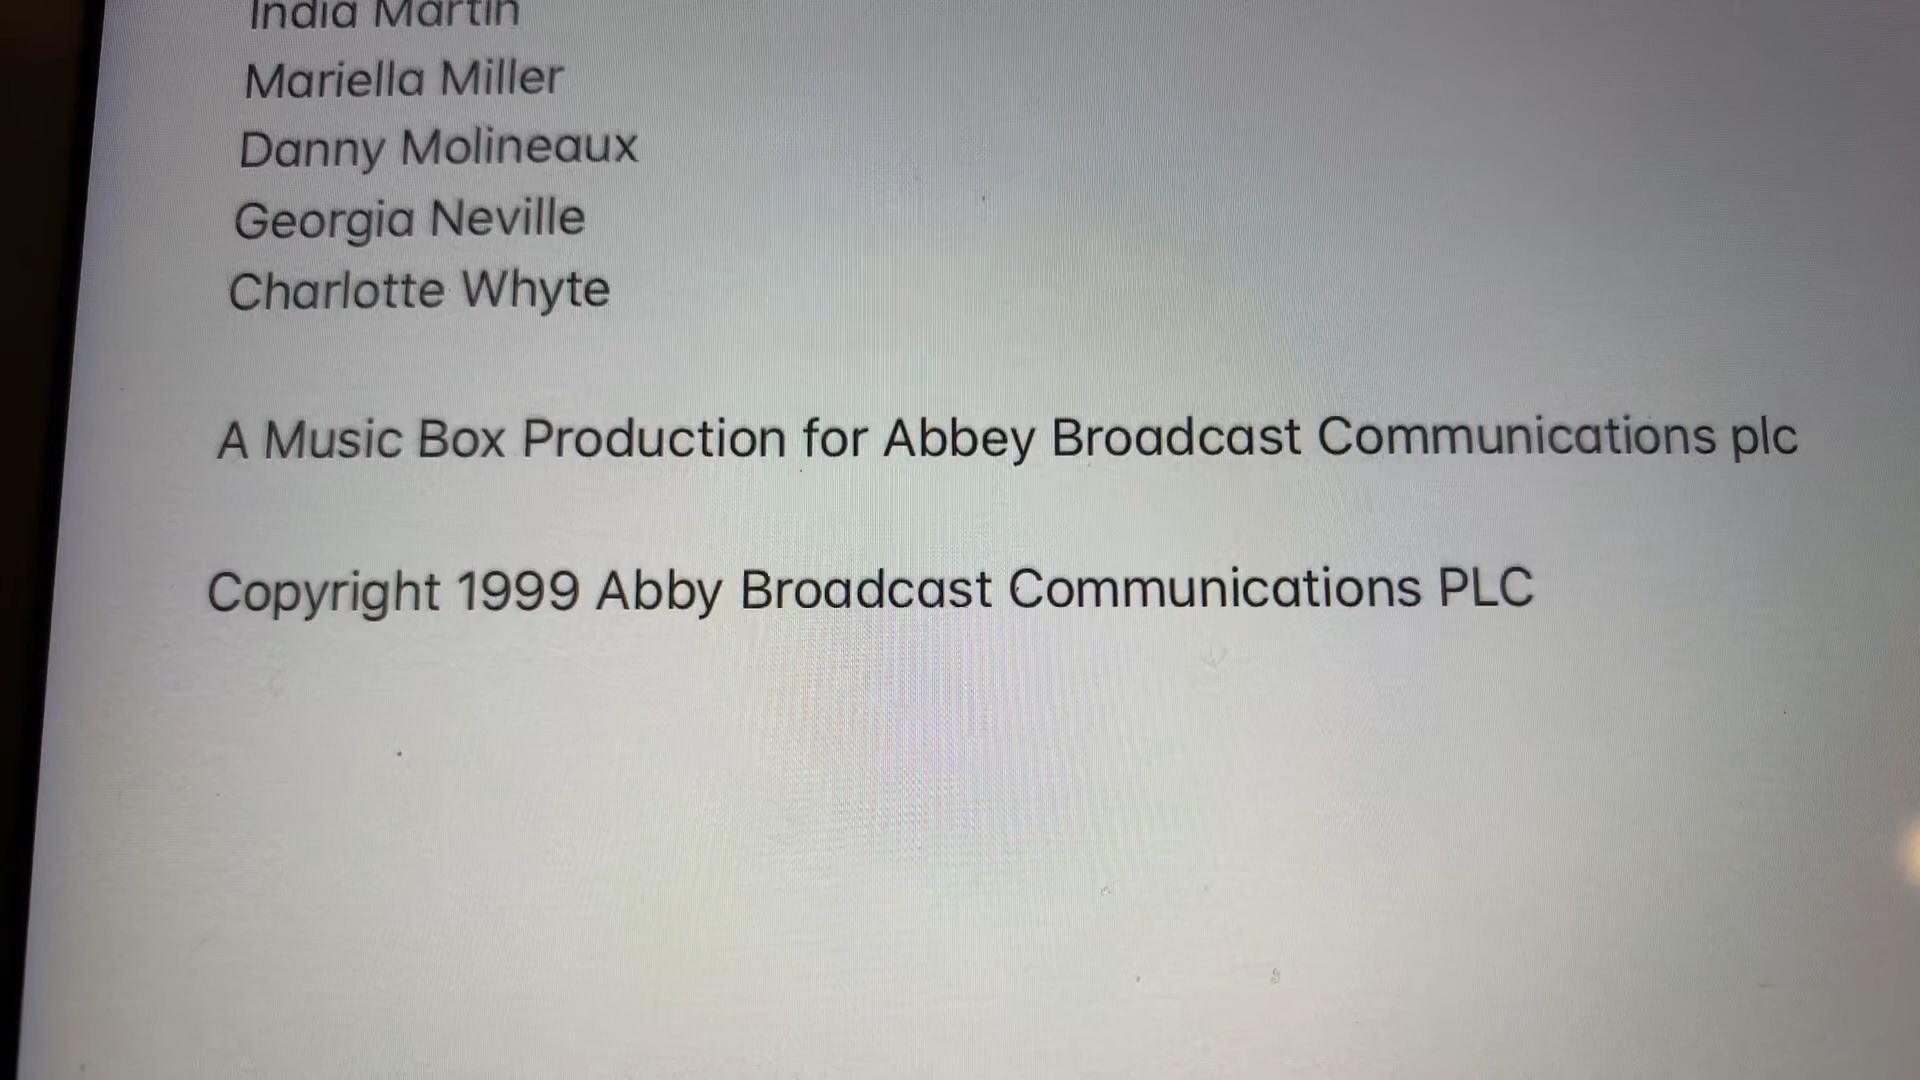 India Martin
Mariella Miller
Danny Molineaux
Georgia Neville
Charlotte Whyte
A Music Box Production for Abbey Broadcast Communications plc
Copyright 1999 Abby Broadcast Communications PLC